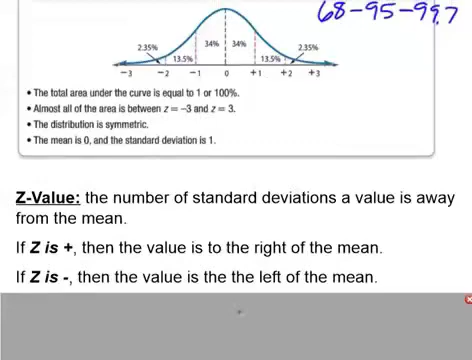 68-95-99.7
34% 34%
2.35% 2.35%
13.5% 13.5%
−3 −2 −1 0 +1 +2 +3
• The total area under the curve is equal to 1 or 100%.
• Almost all of the area is between z = −3 and z = 3.
• The distribution is symmetric.
• The mean is 0, and the standard deviation is 1.
Z-Value: the number of standard deviations a value is away
from the mean.
If Z is +, then the value is to the right of the mean.
If Z is -, then the value is the the left of the mean.